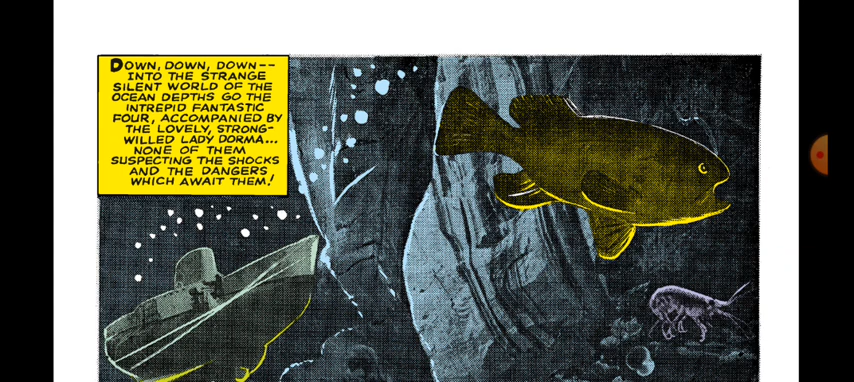 DOWN, DOWN, DOWN--
INTO THE STRANGE
SILENT WORLD OF THE
OCEAN DEPTHS GO THE
INTREPID FANTASTIC
FOUR, ACCOMPANIED BY
THE LOVELY, STRONG-
WILLED LADY DORMA...
NONE OF THEM
SUSPECTING THE SHOCKS
AND THE DANGERS
WHICH AWAIT THEM!